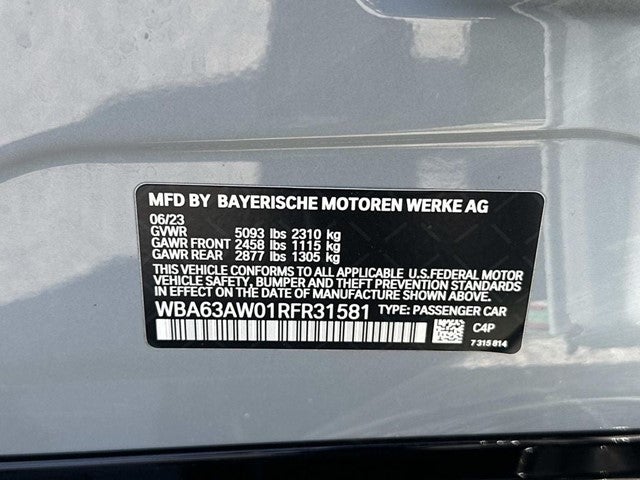 MFD BY BAYERISCHE MOTOREN WERKE AG
06/23
GVWR 5093 lbs 2310 kg
GAWR FRONT 2458 lbs 1115 kg
GAWR REAR 2877 lbs 1305 kg
THIS VEHICLE CONFORMS TO ALL APPLICABLE U.S.FEDERAL MOTOR
VEHICLE SAFETY, BUMPER AND THEFT PREVENTION STANDARDS
IN EFFECT ON THE DATE OF MANUFACTURE SHOWN ABOVE.
WBA63AW01RFR31581 TYPE: PASSENGER CAR
C4P
7 315 814